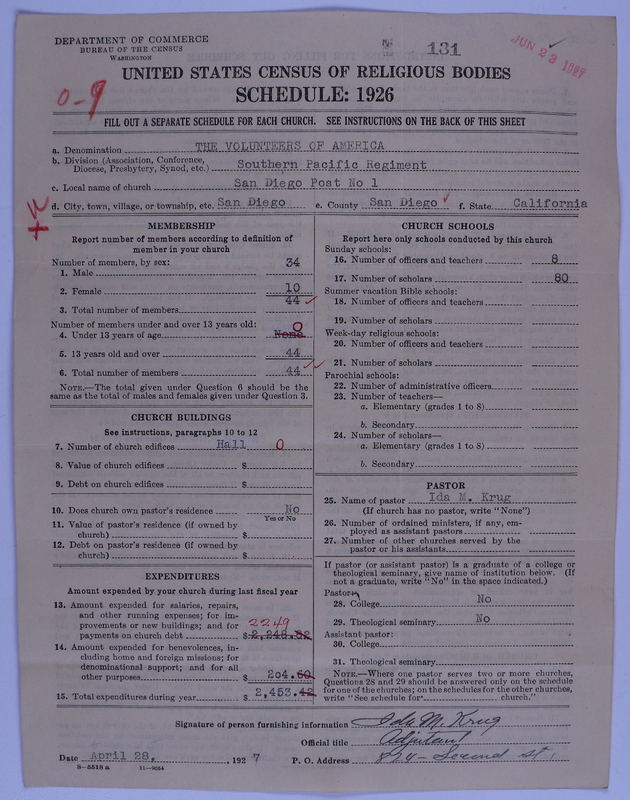 DEPARTMENT OF COMMERCE
BUREAU OF THE CENSUS
WASHINGTON
No 131
JUN 23 1927
UNITED STATES CENSUS OF RELIGIOUS BODIES
SCHEDULE: 1926
0-9
FILL OUT A SEPARATE SCHEDULE FOR EACH CHURCH. SEE INSTRUCTIONS ON THE BACK OF THIS SHEET
a. Denomination THE VOLUNTEERS OF AMERICA
b. Division (Association, Conference, Diocese, Presbytery, Synod, etc.) Southern Pacific Regiment
c. Local name of church San Diego Post No 1
d. City, town, village, or township, etc. San Diego e. County San Diego f. State California
MEMBERSHIP
Report number of members according to definition of
member in your church
Number of members, by sex:
1. Male 34
2. Female 10
3. Total number of members 44
Number of members under and over 13 years old:
4. Under 13 years of age None 0
5. 13 years old and over 44
6. Total number of members 44
NOTE.—The total given under Question 6 should be the
same as the total of males and females given under Question 3.
CHURCH BUILDINGS
See instructions, paragraphs 10 to 12
7. Number of church edifices Hall 0
8. Value of church edifices $
9. Debt on church edifices $
10. Does church own pastor's residence No
Yes or No
11. Value of pastor's residence (if owned by
church) $
12. Debt on pastor's residence (if owned by
church) $
EXPENDITURES
Amount expended by your church during last fiscal year
13. Amount expended for salaries, repairs,
and other running expenses; for im-
provements or new buildings; and for 2249
payments on church debt $2,248.82
14. Amount expended for benevolences, in-
cluding home and foreign missions; for
denominational support; and for all
other purposes $ 204.60
15. Total expenditures during year $ 2,453.42
CHURCH SCHOOLS
Report here only schools conducted by this church
Sunday schools:
16. Number of officers and teachers 8
17. Number of scholars 80
Summer vacation Bible schools:
18. Number of officers and teachers
19. Number of scholars
Week-day religious schools:
20. Number of officers and teachers
21. Number of scholars
Parochial schools:
22. Number of administrative officers
23. Number of teachers—
a. Elementary (grades 1 to 8)
b. Secondary
24. Number of scholars—
a. Elementary (grades 1 to 8)
b. Secondary
PASTOR
25. Name of pastor Ida M. Krug
(If church has no pastor, write "None")
26. Number of ordained ministers, if any, em-
ployed as assistant pastors
27. Number of other churches served by the
pastor or his assistants
If pastor (or assistant pastor) is a graduate of a college or
theological seminary, give name of institution below. (If
not a graduate, write "No" in the space indicated.)
Pastor:
28. College No
29. Theological seminary No
Assistant pastor:
30. College
31. Theological seminary
NOTE.—Where one pastor serves two or more churches,
Questions 28 and 29 should be answered only on the schedule
for one of the churches; on the schedules for the other churches,
write "See schedule for church."
Signature of person furnishing information Ida M. Krug
Official title Adjutant
Date April 28, 1927 P. O. Address 824 - Second St.
8—5518 a 11—9054